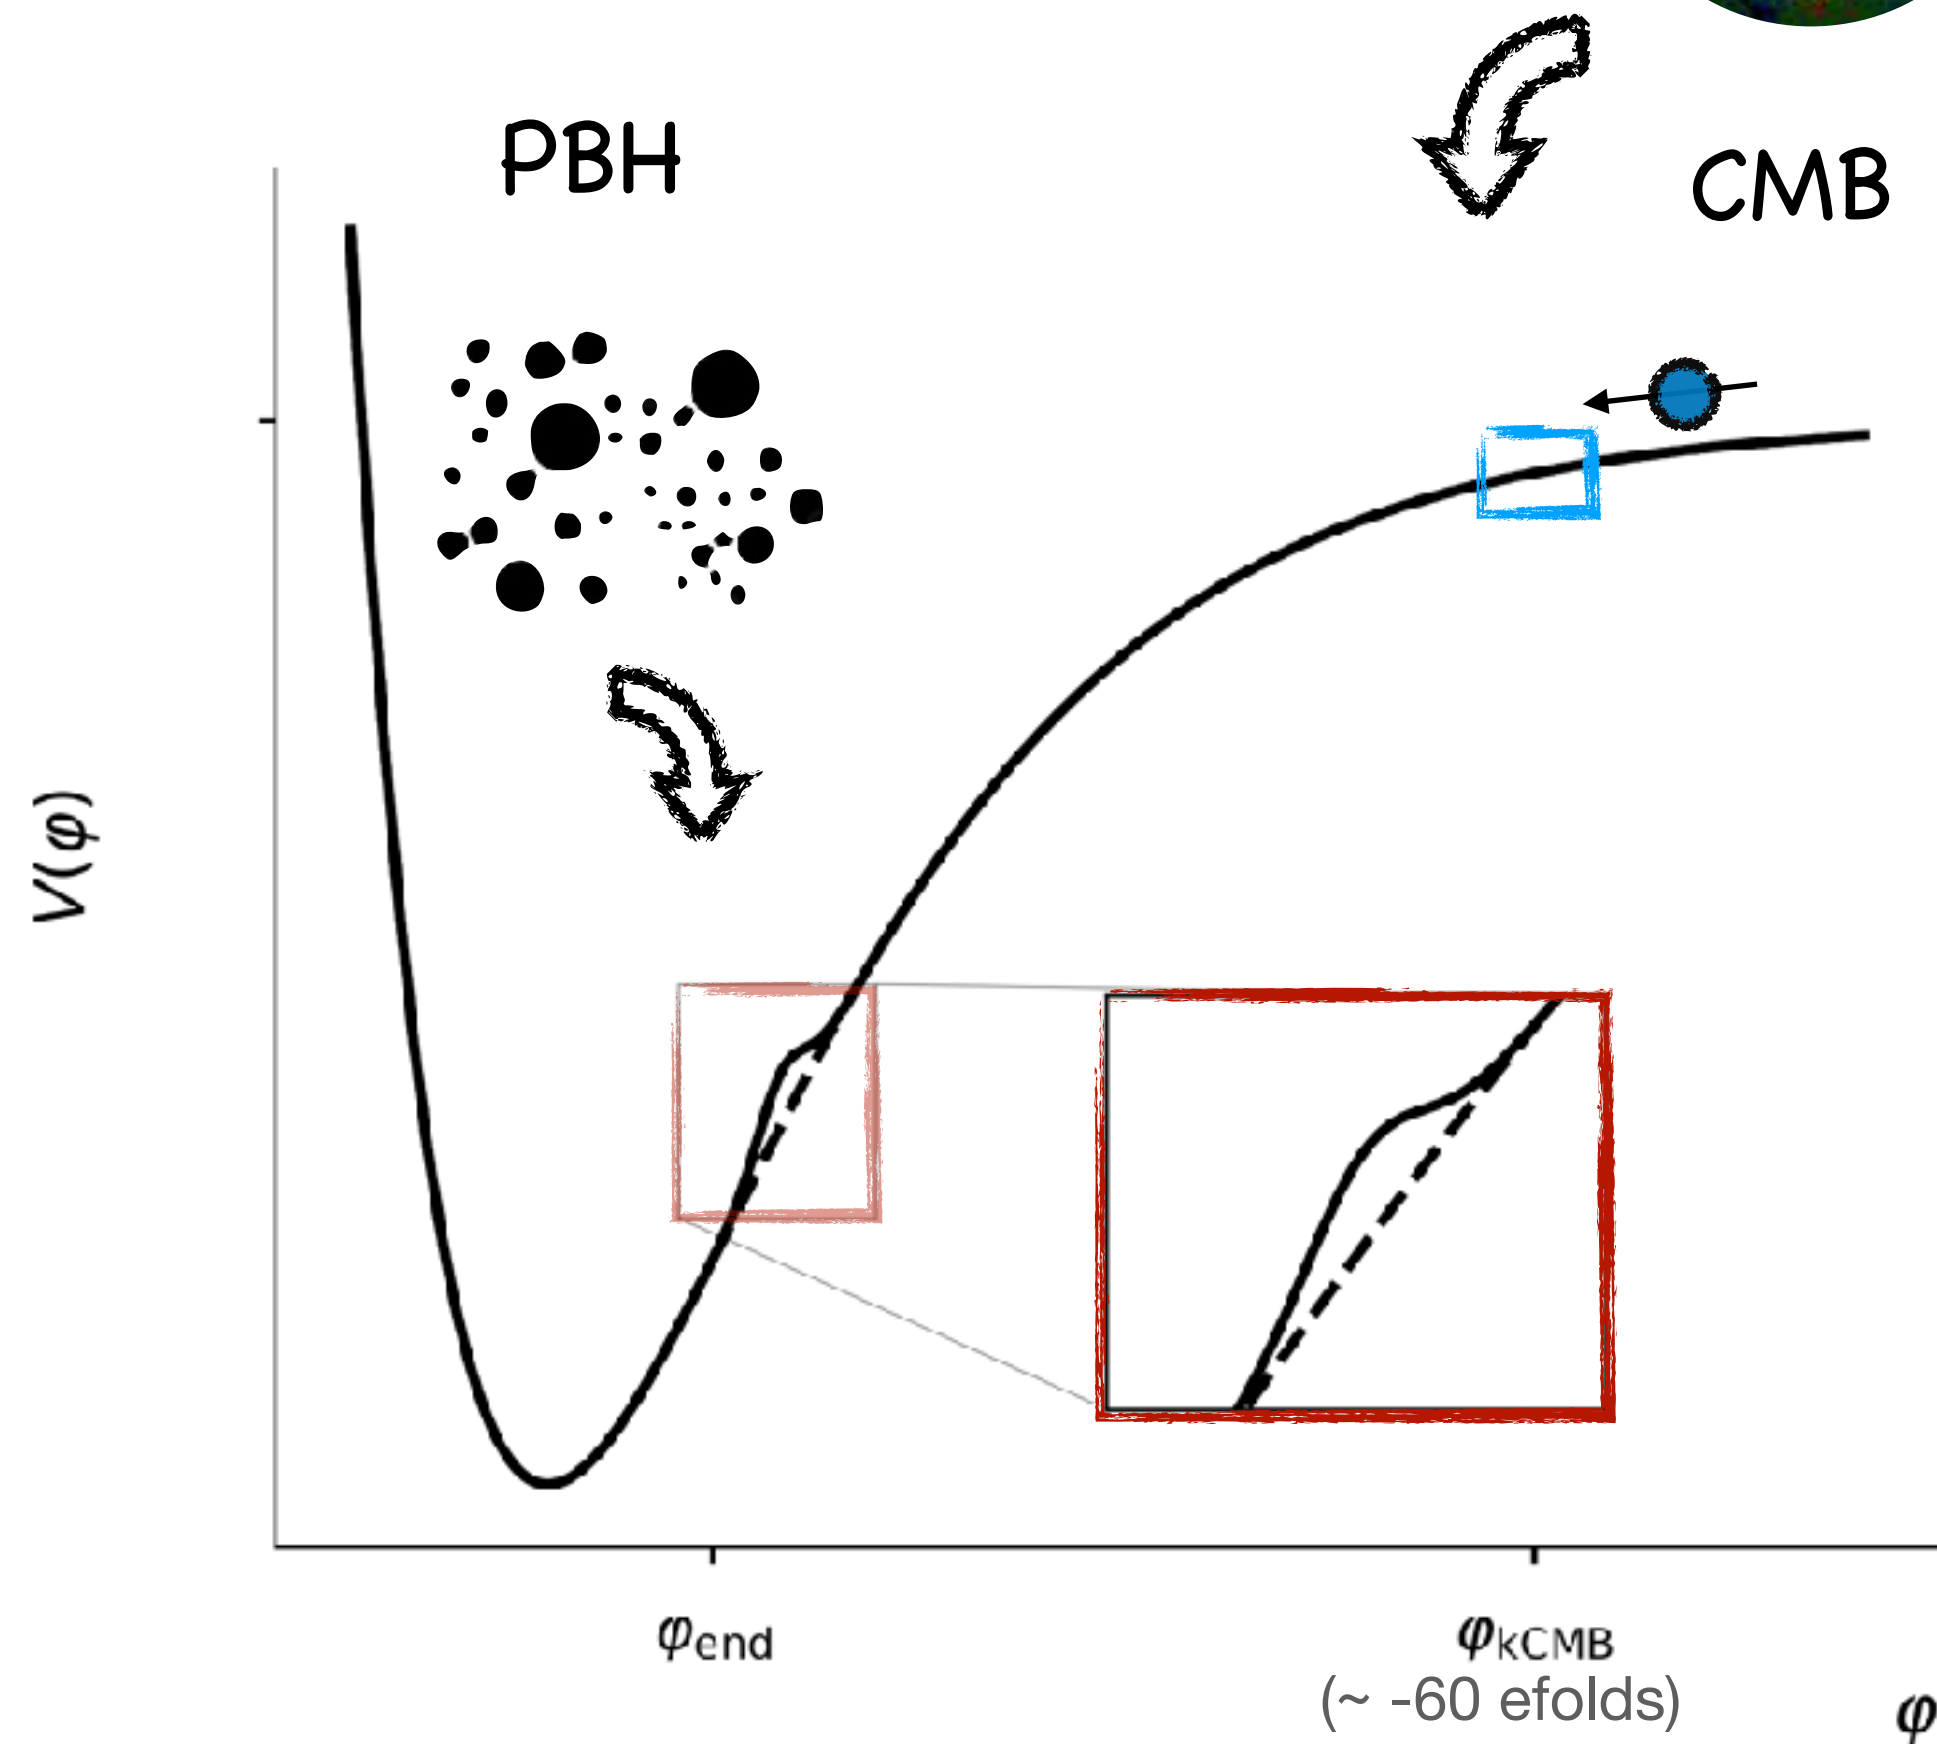 PBH
CMB
V(φ)
φend
φkCMB
(~ -60 efolds)
φ